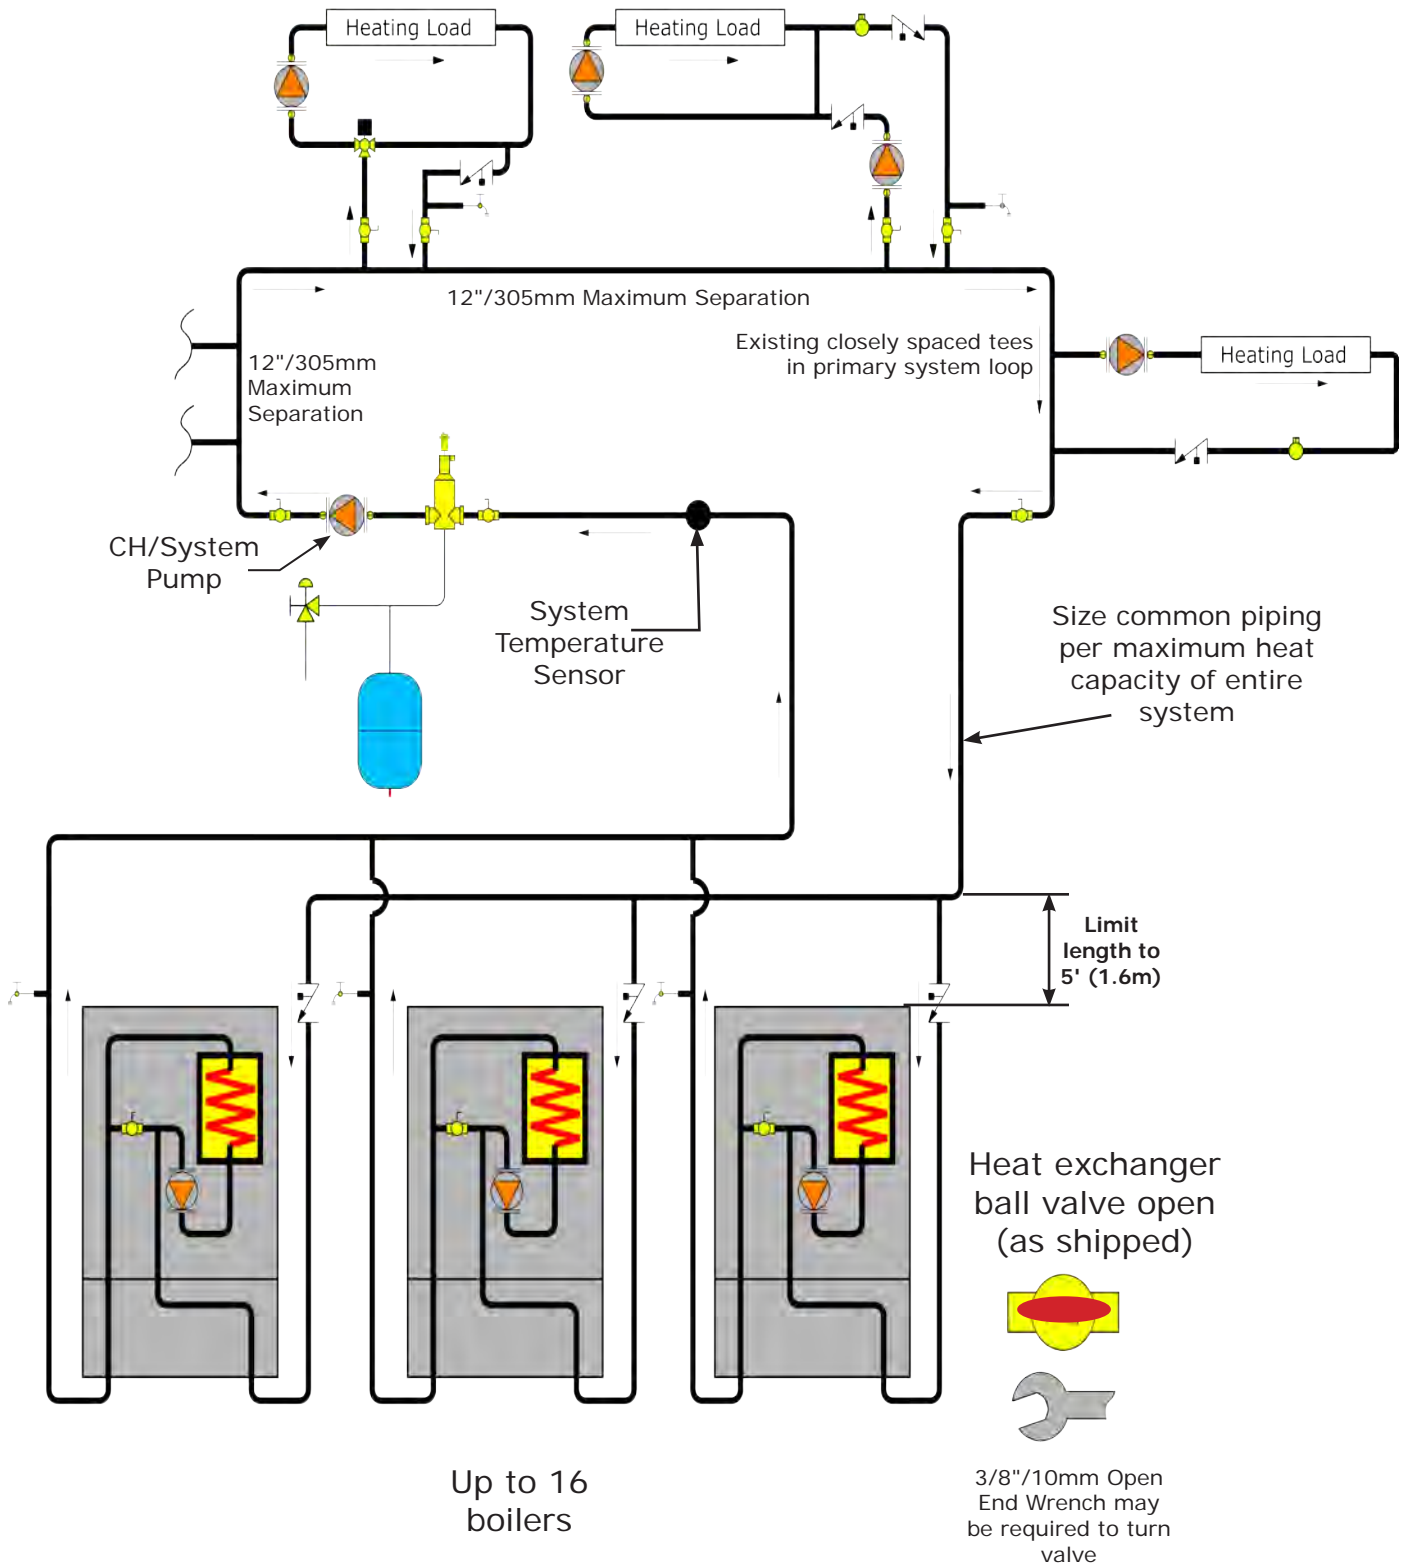 Heating Load
Heating Load
12"/305mm Maximum Separation
Existing closely spaced tees
in primary system loop
Heating Load
12"/305mm
Maximum
Separation
CH/System
Pump
System
Temperature
Sensor
Size common piping
per maximum heat
capacity of entire
system
Limit
length to
5' (1.6m)
Heat exchanger
ball valve open
(as shipped)
Up to 16
boilers
3/8"/10mm Open
End Wrench may
be required to turn
valve